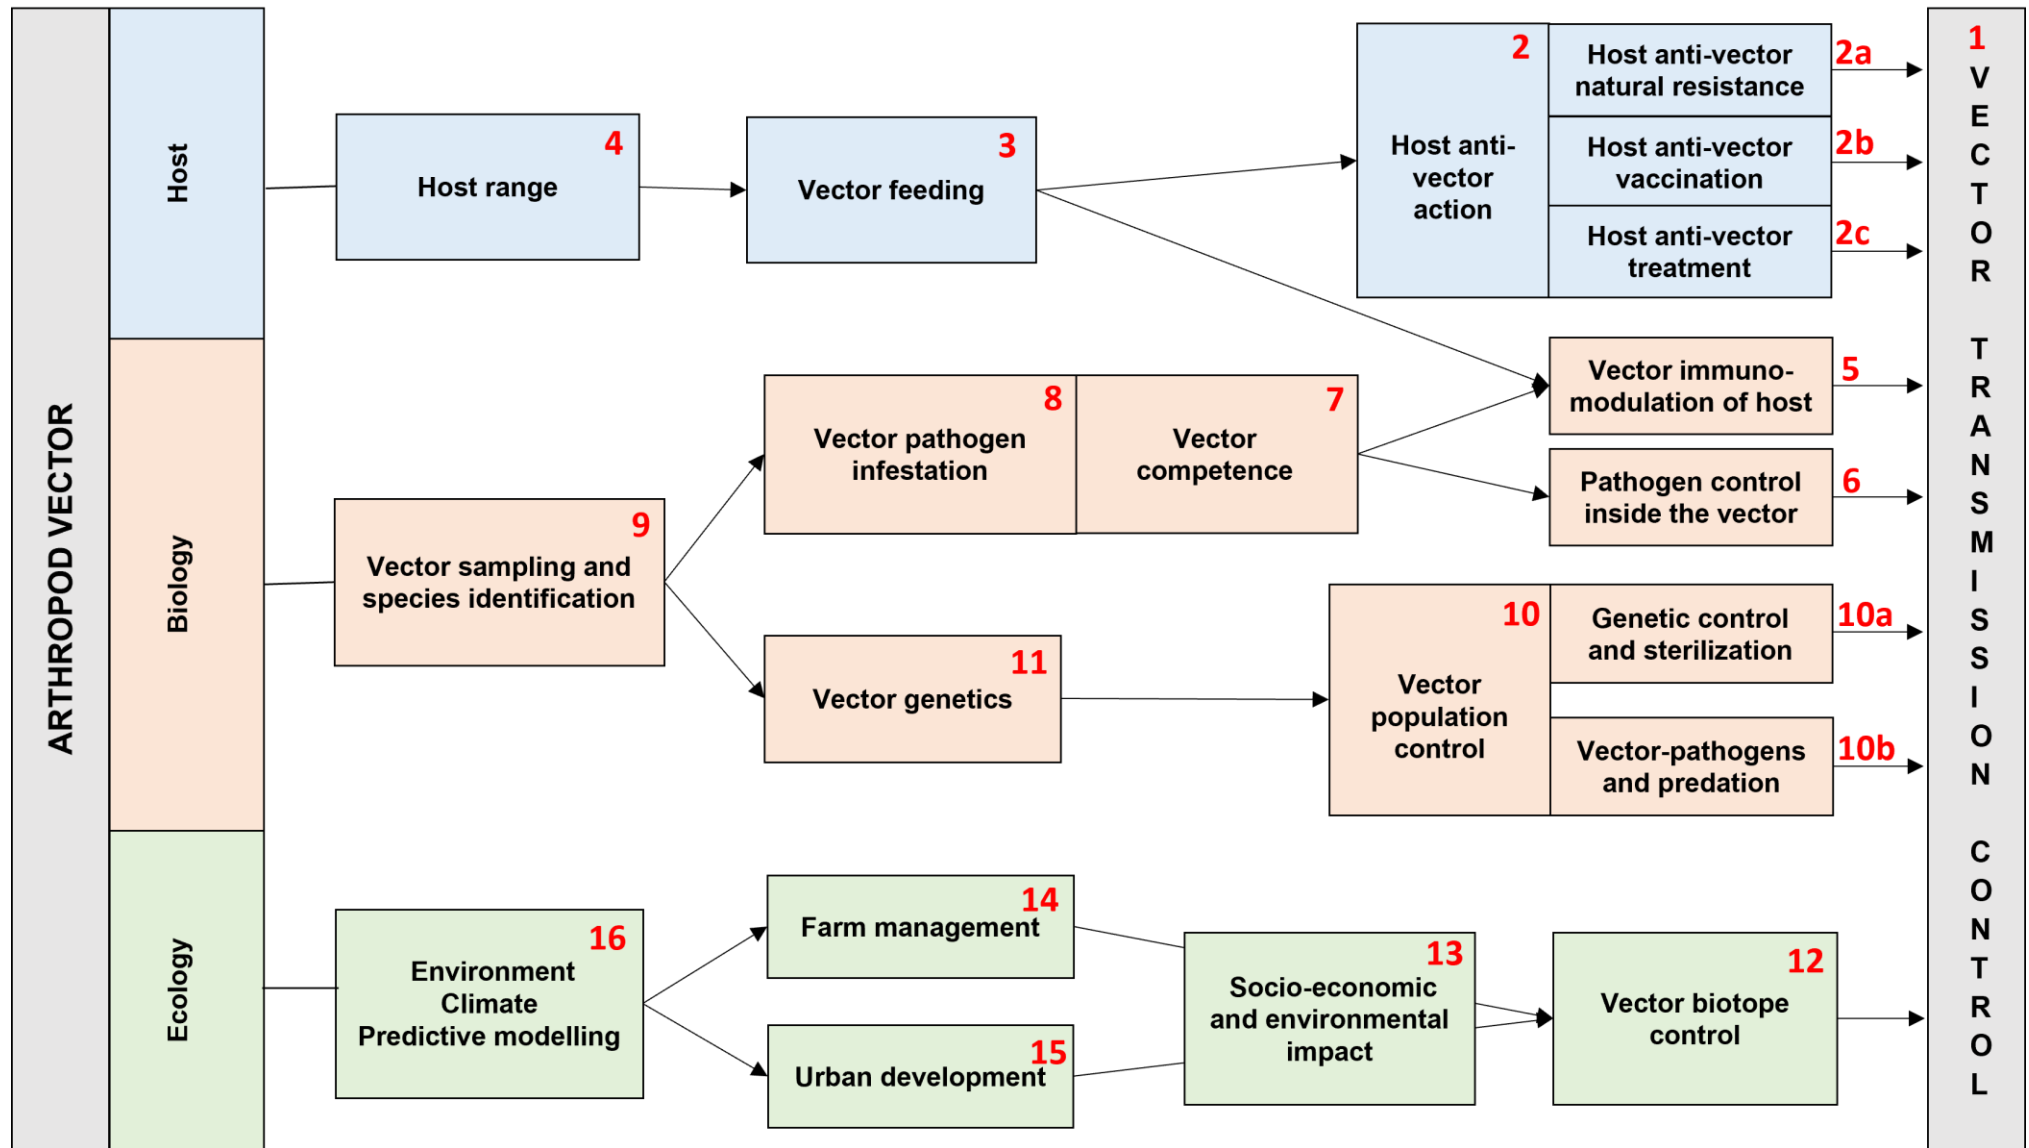 ARTHROPOD VECTOR
Host
Biology
Ecology
4
Host range
3
Vector feeding
2
Host anti-
vector
action
Host anti-vector
natural resistance
2a
Host anti-vector
vaccination
2b
Host anti-vector
treatment
2c
9
Vector sampling and
species identification
8
Vector pathogen
infestation
7
Vector
competence
Vector immuno-
modulation of host
5
Pathogen control
inside the vector
6
11
Vector genetics
10
Vector
population
control
Genetic control
and sterilization
10a
Vector-pathogens
and predation
10b
16
Environment
Climate
Predictive modelling
14
Farm management
15
Urban development
13
Socio-economic
and environmental
impact
12
Vector biotope
control
1
VECTOR TRANSMISSION CONTROL